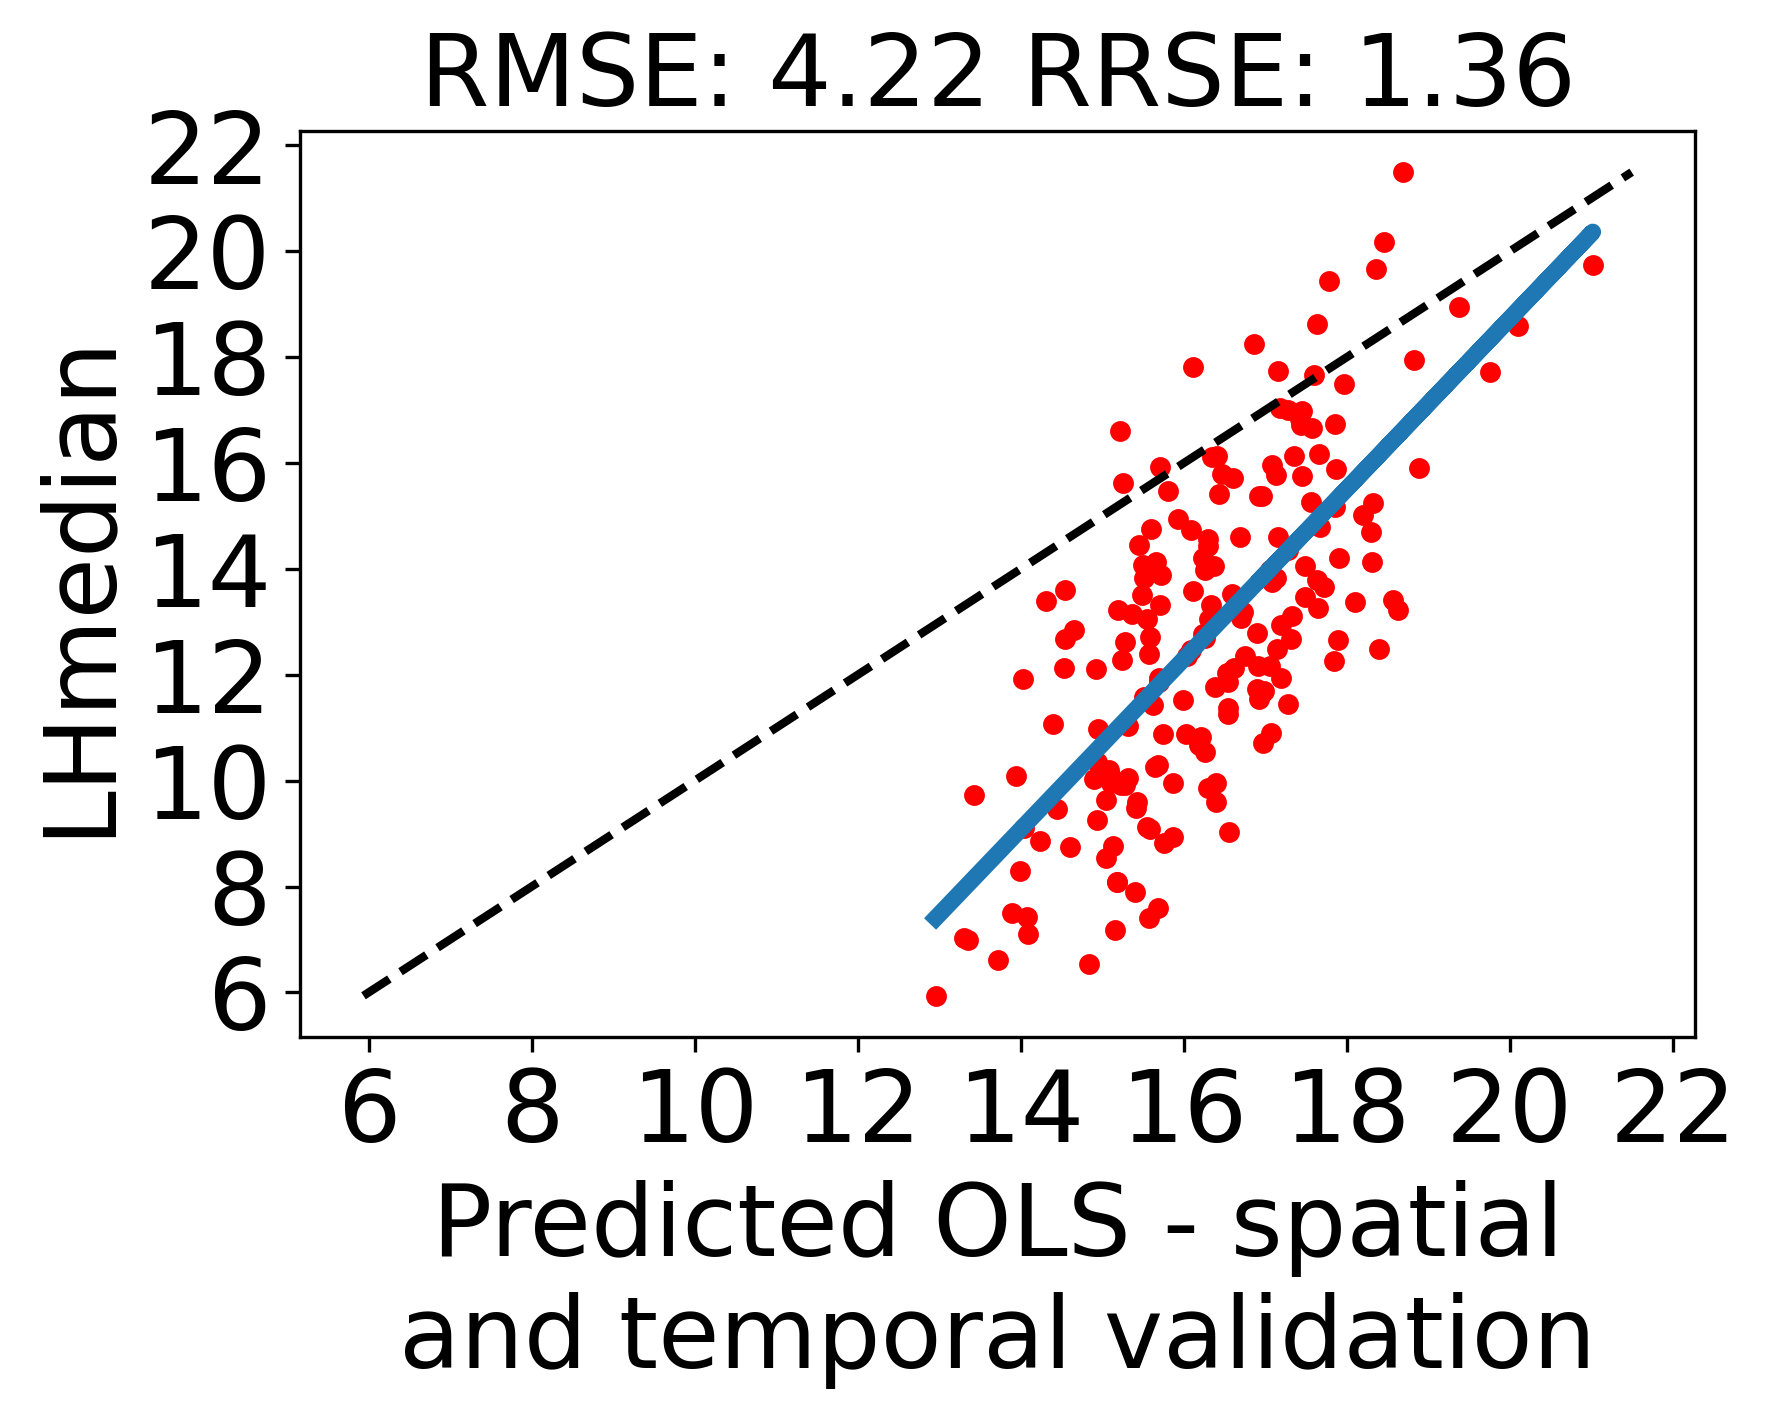 RMSE: 4.22 RRSE: 1.36
22
20
18
16
14
12
10
8
6
LHmedian
6 8 10 12 14 16 18 20 22
Predicted OLS - spatial
and temporal validation